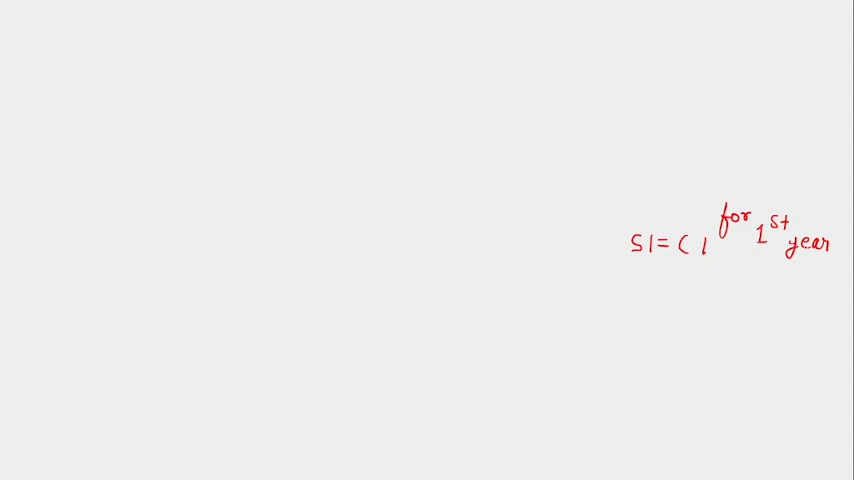 SI = CI for 1st year